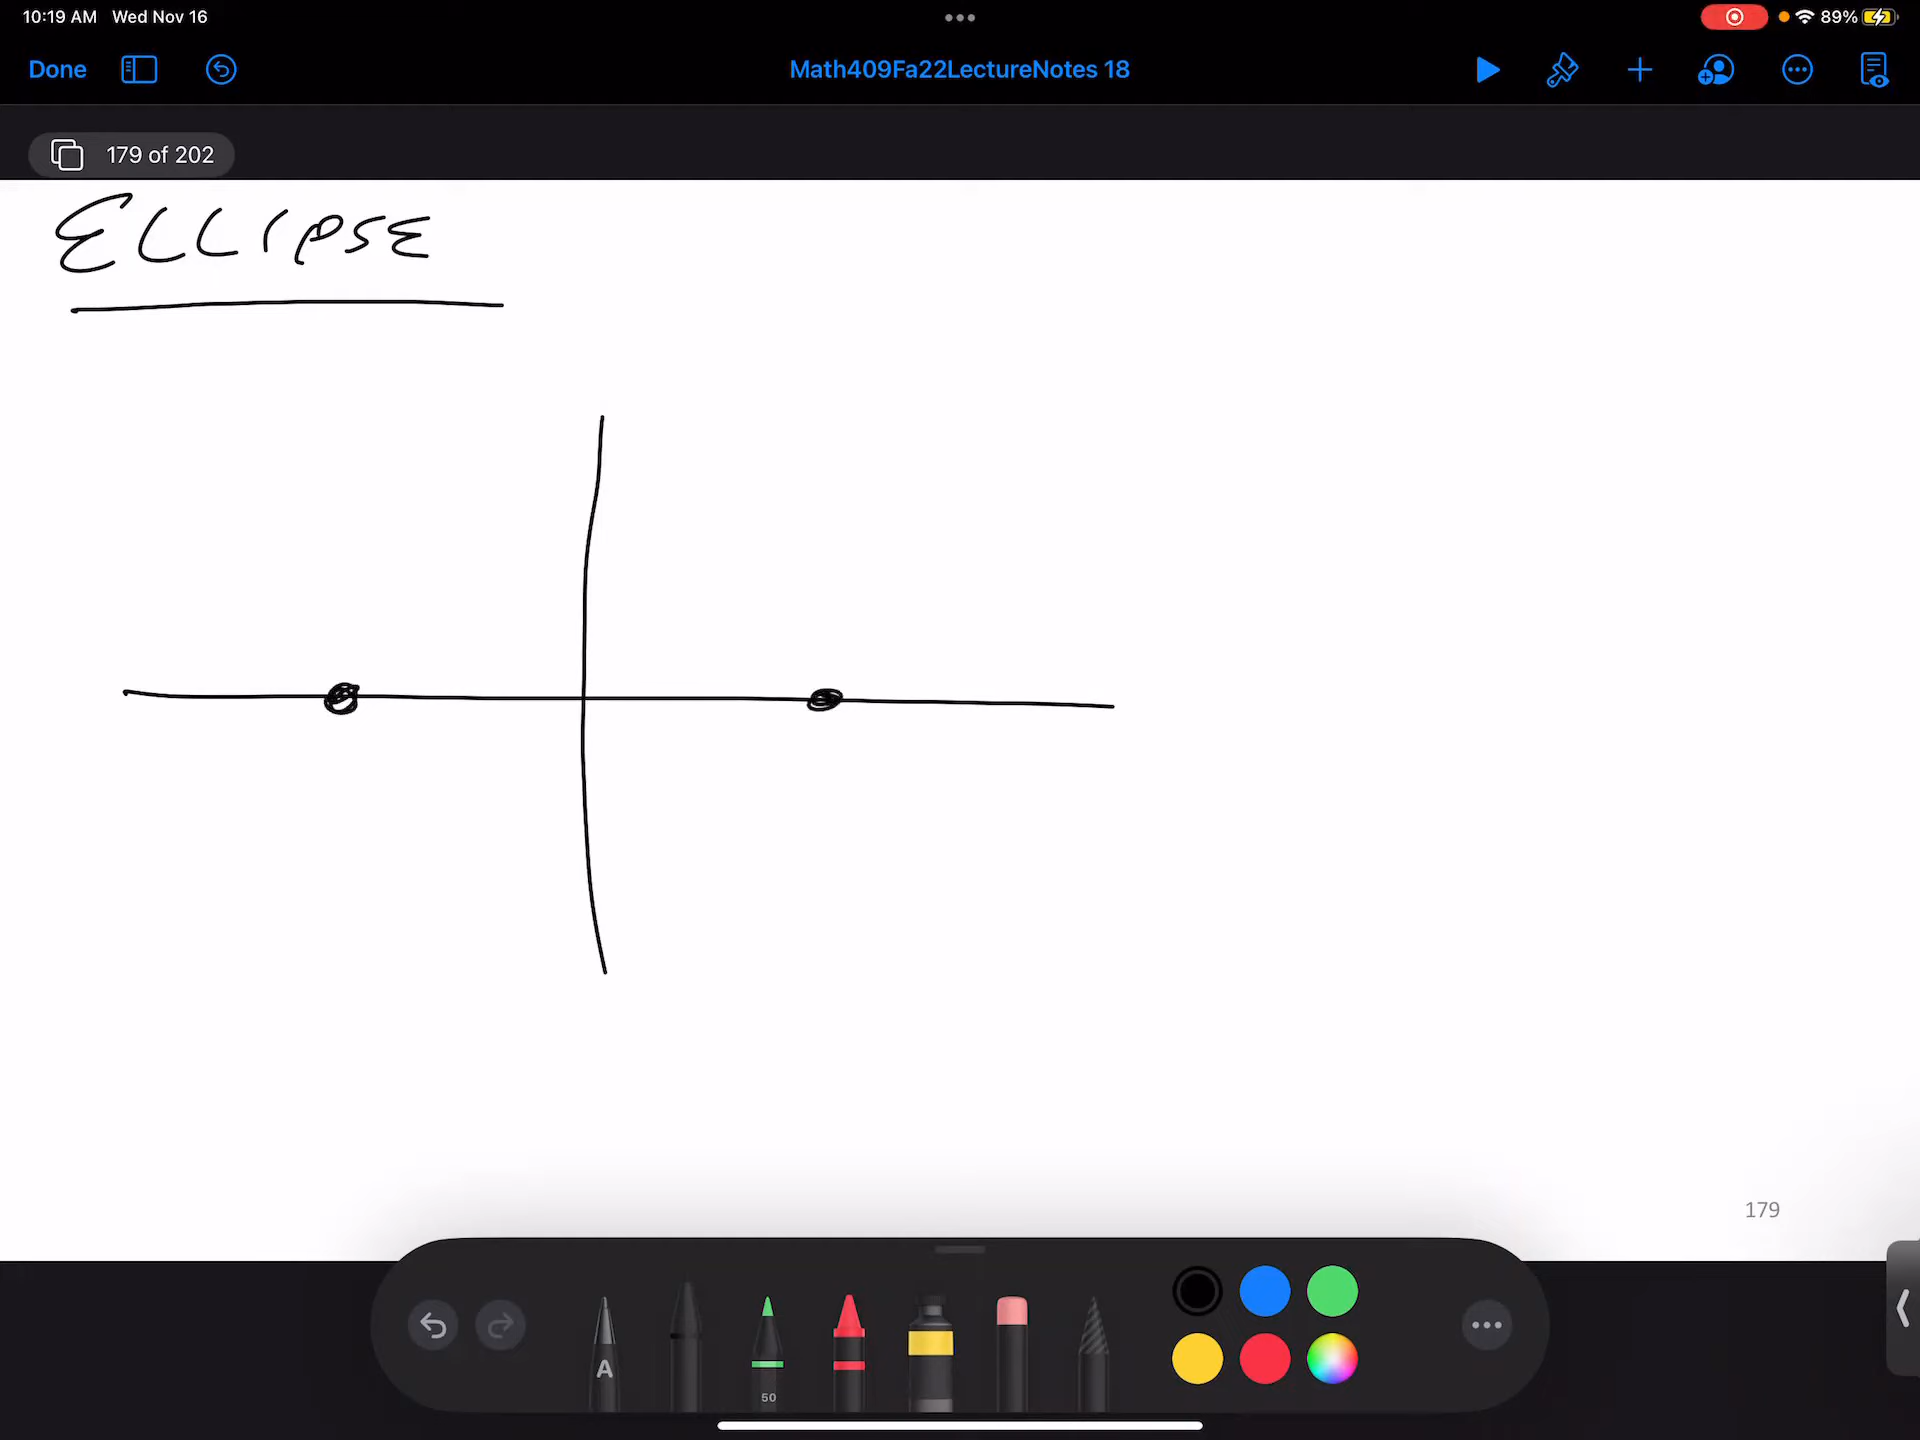 10:19 AM Wed Nov 16 89%
Done Math409Fa22LectureNotes 18
179 of 202
ELLIPSE
179
A
50